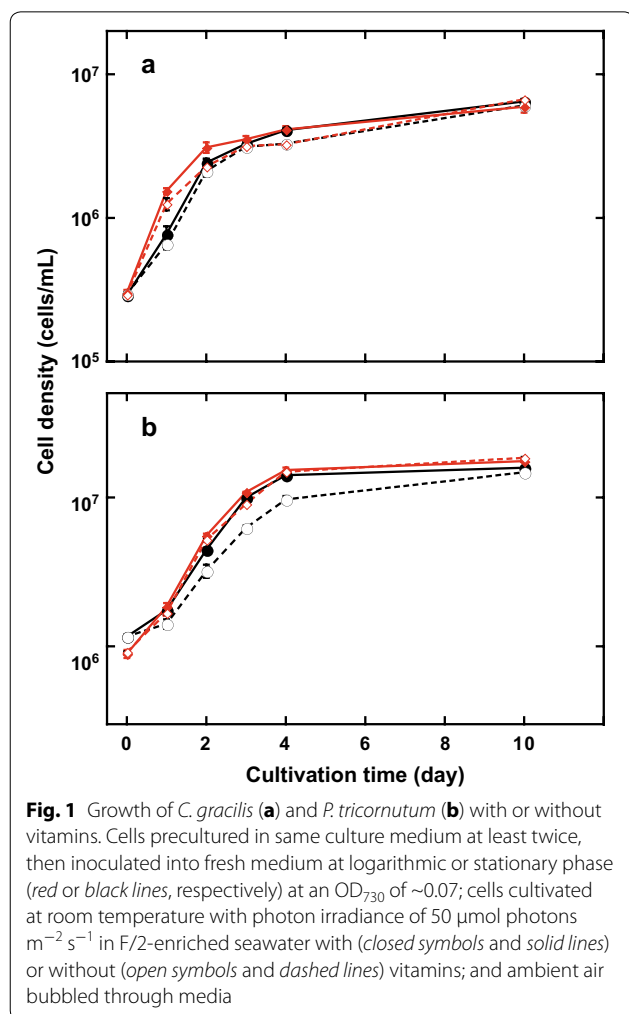 a
10⁷
10⁶
10⁵
b
10⁷
10⁶
Cell density (cells/mL)
0 2 4 6 8 10
Cultivation time (day)
Fig. 1 Growth of C. gracilis (a) and P. tricornutum (b) with or without
vitamins. Cells precultured in same culture medium at least twice,
then inoculated into fresh medium at logarithmic or stationary phase
(red or black lines, respectively) at an OD₇₃₀ of ~0.07; cells cultivated
at room temperature with photon irradiance of 50 μmol photons
m⁻² s⁻¹ in F/2-enriched seawater with (closed symbols and solid lines)
or without (open symbols and dashed lines) vitamins; and ambient air
bubbled through media